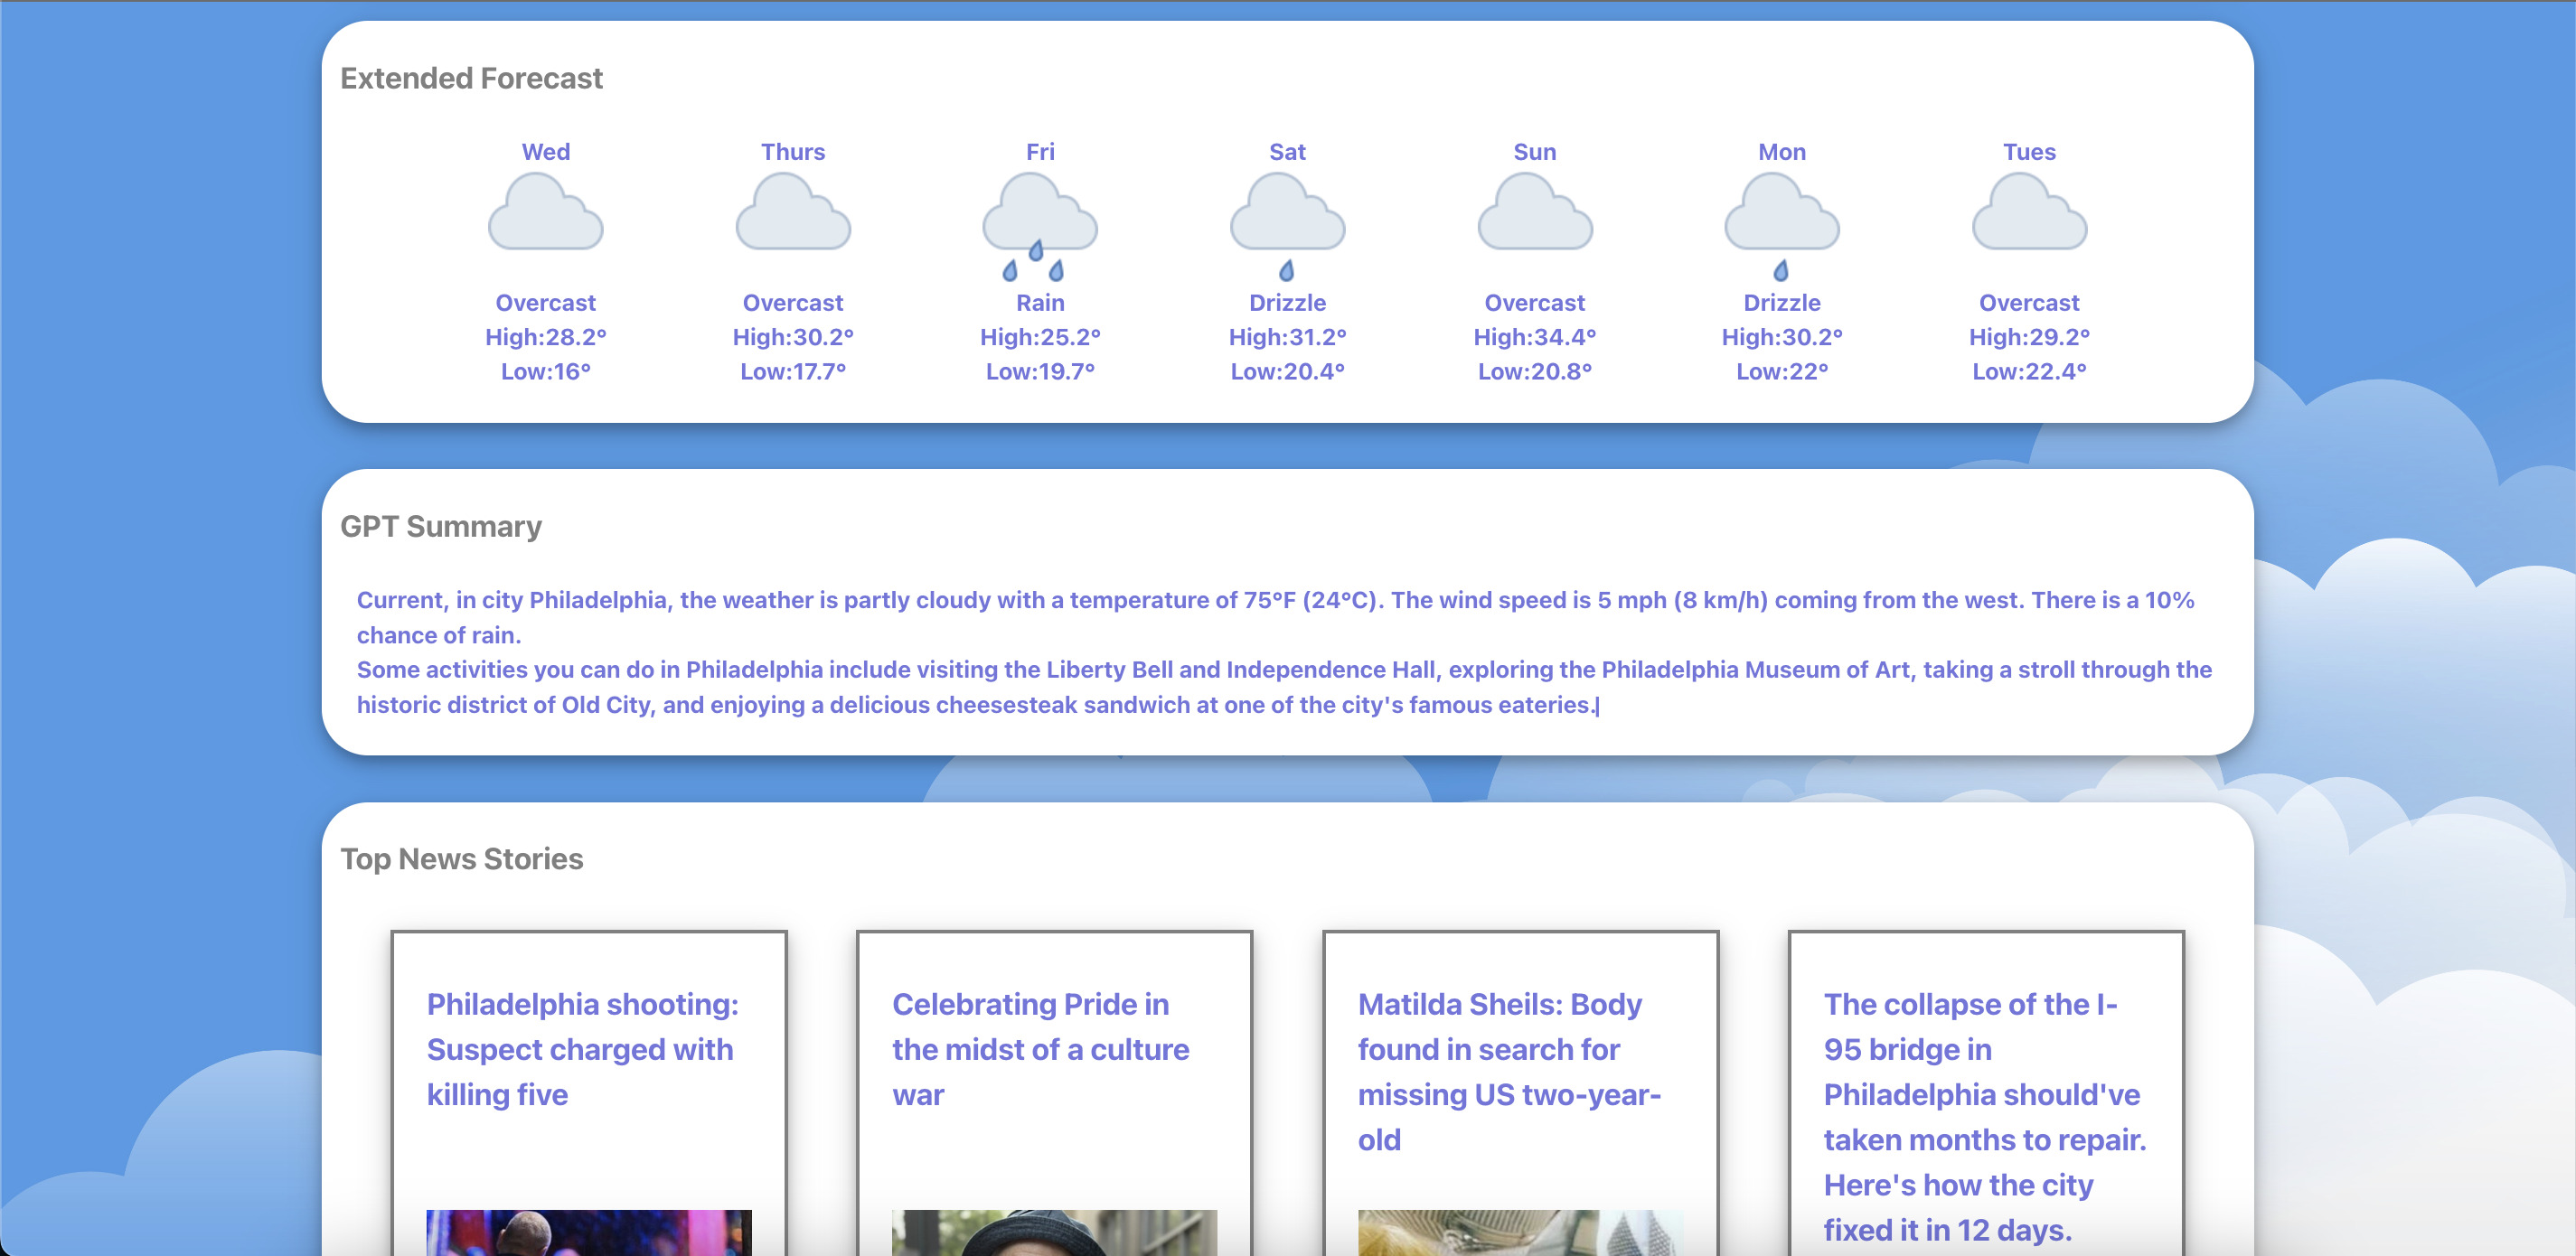 Extended Forecast
Wed Thurs Fri Sat Sun Mon Tues
Overcast Overcast Rain Drizzle Overcast Drizzle Overcast
High:28.2° High:30.2° High:25.2° High:31.2° High:34.4° High:30.2° High:29.2°
Low:16° Low:17.7° Low:19.7° Low:20.4° Low:20.8° Low:22° Low:22.4°
GPT Summary
Current, in city Philadelphia, the weather is partly cloudy with a temperature of 75°F (24°C). The wind speed is 5 mph (8 km/h) coming from the west. There is a 10%
chance of rain.
Some activities you can do in Philadelphia include visiting the Liberty Bell and Independence Hall, exploring the Philadelphia Museum of Art, taking a stroll through the
historic district of Old City, and enjoying a delicious cheesesteak sandwich at one of the city's famous eateries.
Top News Stories
Philadelphia shooting:
Suspect charged with
killing five
Celebrating Pride in
the midst of a culture
war
Matilda Sheils: Body
found in search for
missing US two-year-
old
The collapse of the I-
95 bridge in
Philadelphia should've
taken months to repair.
Here's how the city
fixed it in 12 days.